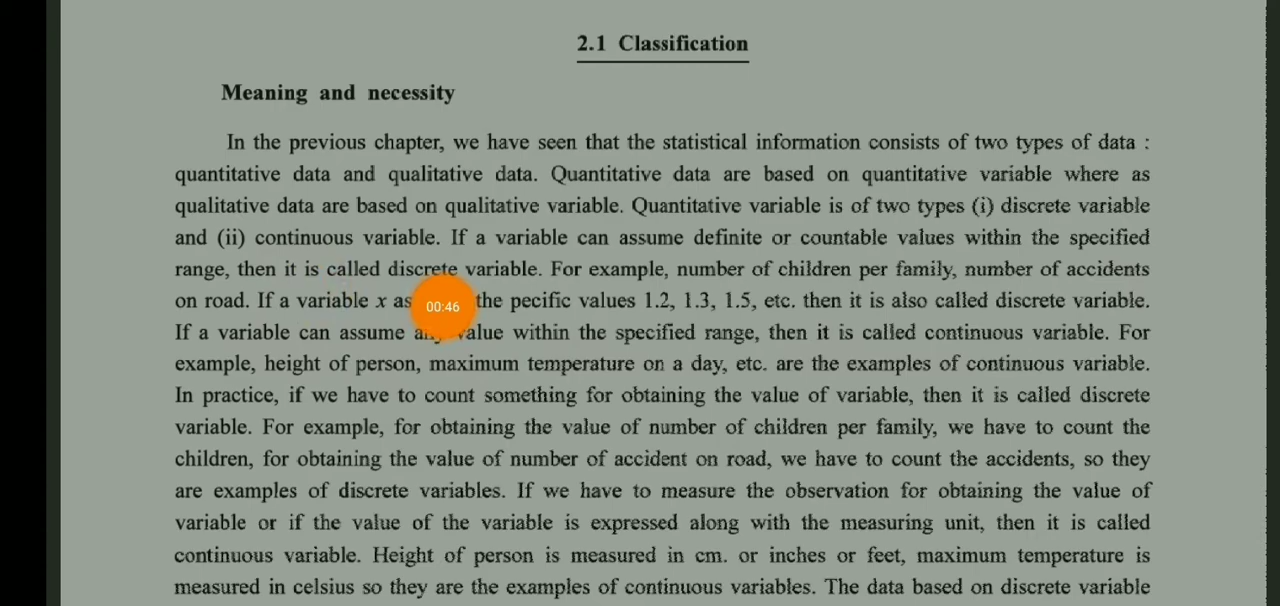 2.1 Classification
Meaning and necessity
In the previous chapter, we have seen that the statistical information consists of two types of data :
quantitative data and qualitative data. Quantitative data are based on quantitative variable where as
qualitative data are based on qualitative variable. Quantitative variable is of two types (i) discrete variable
and (ii) continuous variable. If a variable can assume definite or countable values within the specified
range, then it is called discrete variable. For example, number of children per family, number of accidents
on road. If a variable x as 00:46 the pecific values 1.2, 1.3, 1.5, etc. then it is also called discrete variable.
If a variable can assume any value within the specified range, then it is called continuous variable. For
example, height of person, maximum temperature on a day, etc. are the examples of continuous variable.
In practice, if we have to count something for obtaining the value of variable, then it is called discrete
variable. For example, for obtaining the value of number of children per family, we have to count the
children, for obtaining the value of number of accident on road, we have to count the accidents, so they
are examples of discrete variables. If we have to measure the observation for obtaining the value of
variable or if the value of the variable is expressed along with the measuring unit, then it is called
continuous variable. Height of person is measured in cm. or inches or feet, maximum temperature is
measured in celsius so they are the examples of continuous variables. The data based on discrete variable